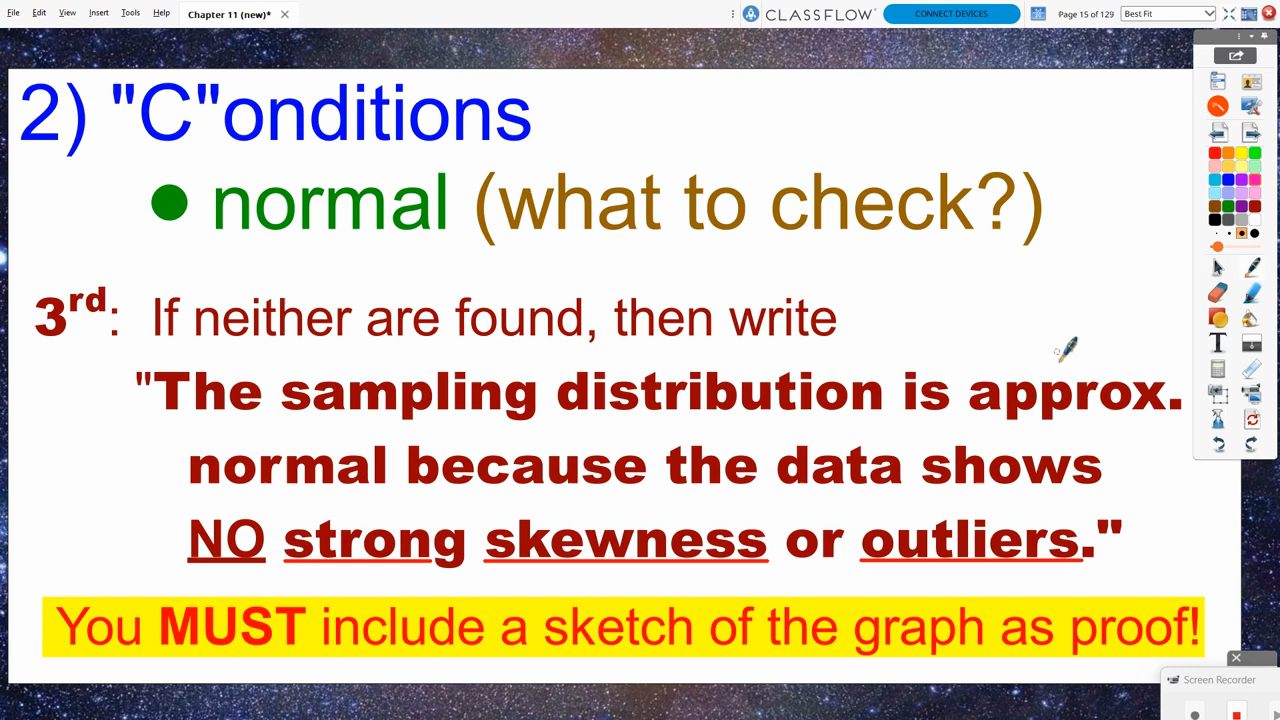 File Edit View Insert Tools Help Chapter 11 (new)* CLASSFLOW CONNECT DEVICES Page 15 of 129 Best Fit
2) "C"onditions
● normal (what to check?)
3rd: If neither are found, then write
"The sampling distribution is approx.
normal because the data shows
NO strong skewness or outliers."
You MUST include a sketch of the graph as proof!
Screen Recorder